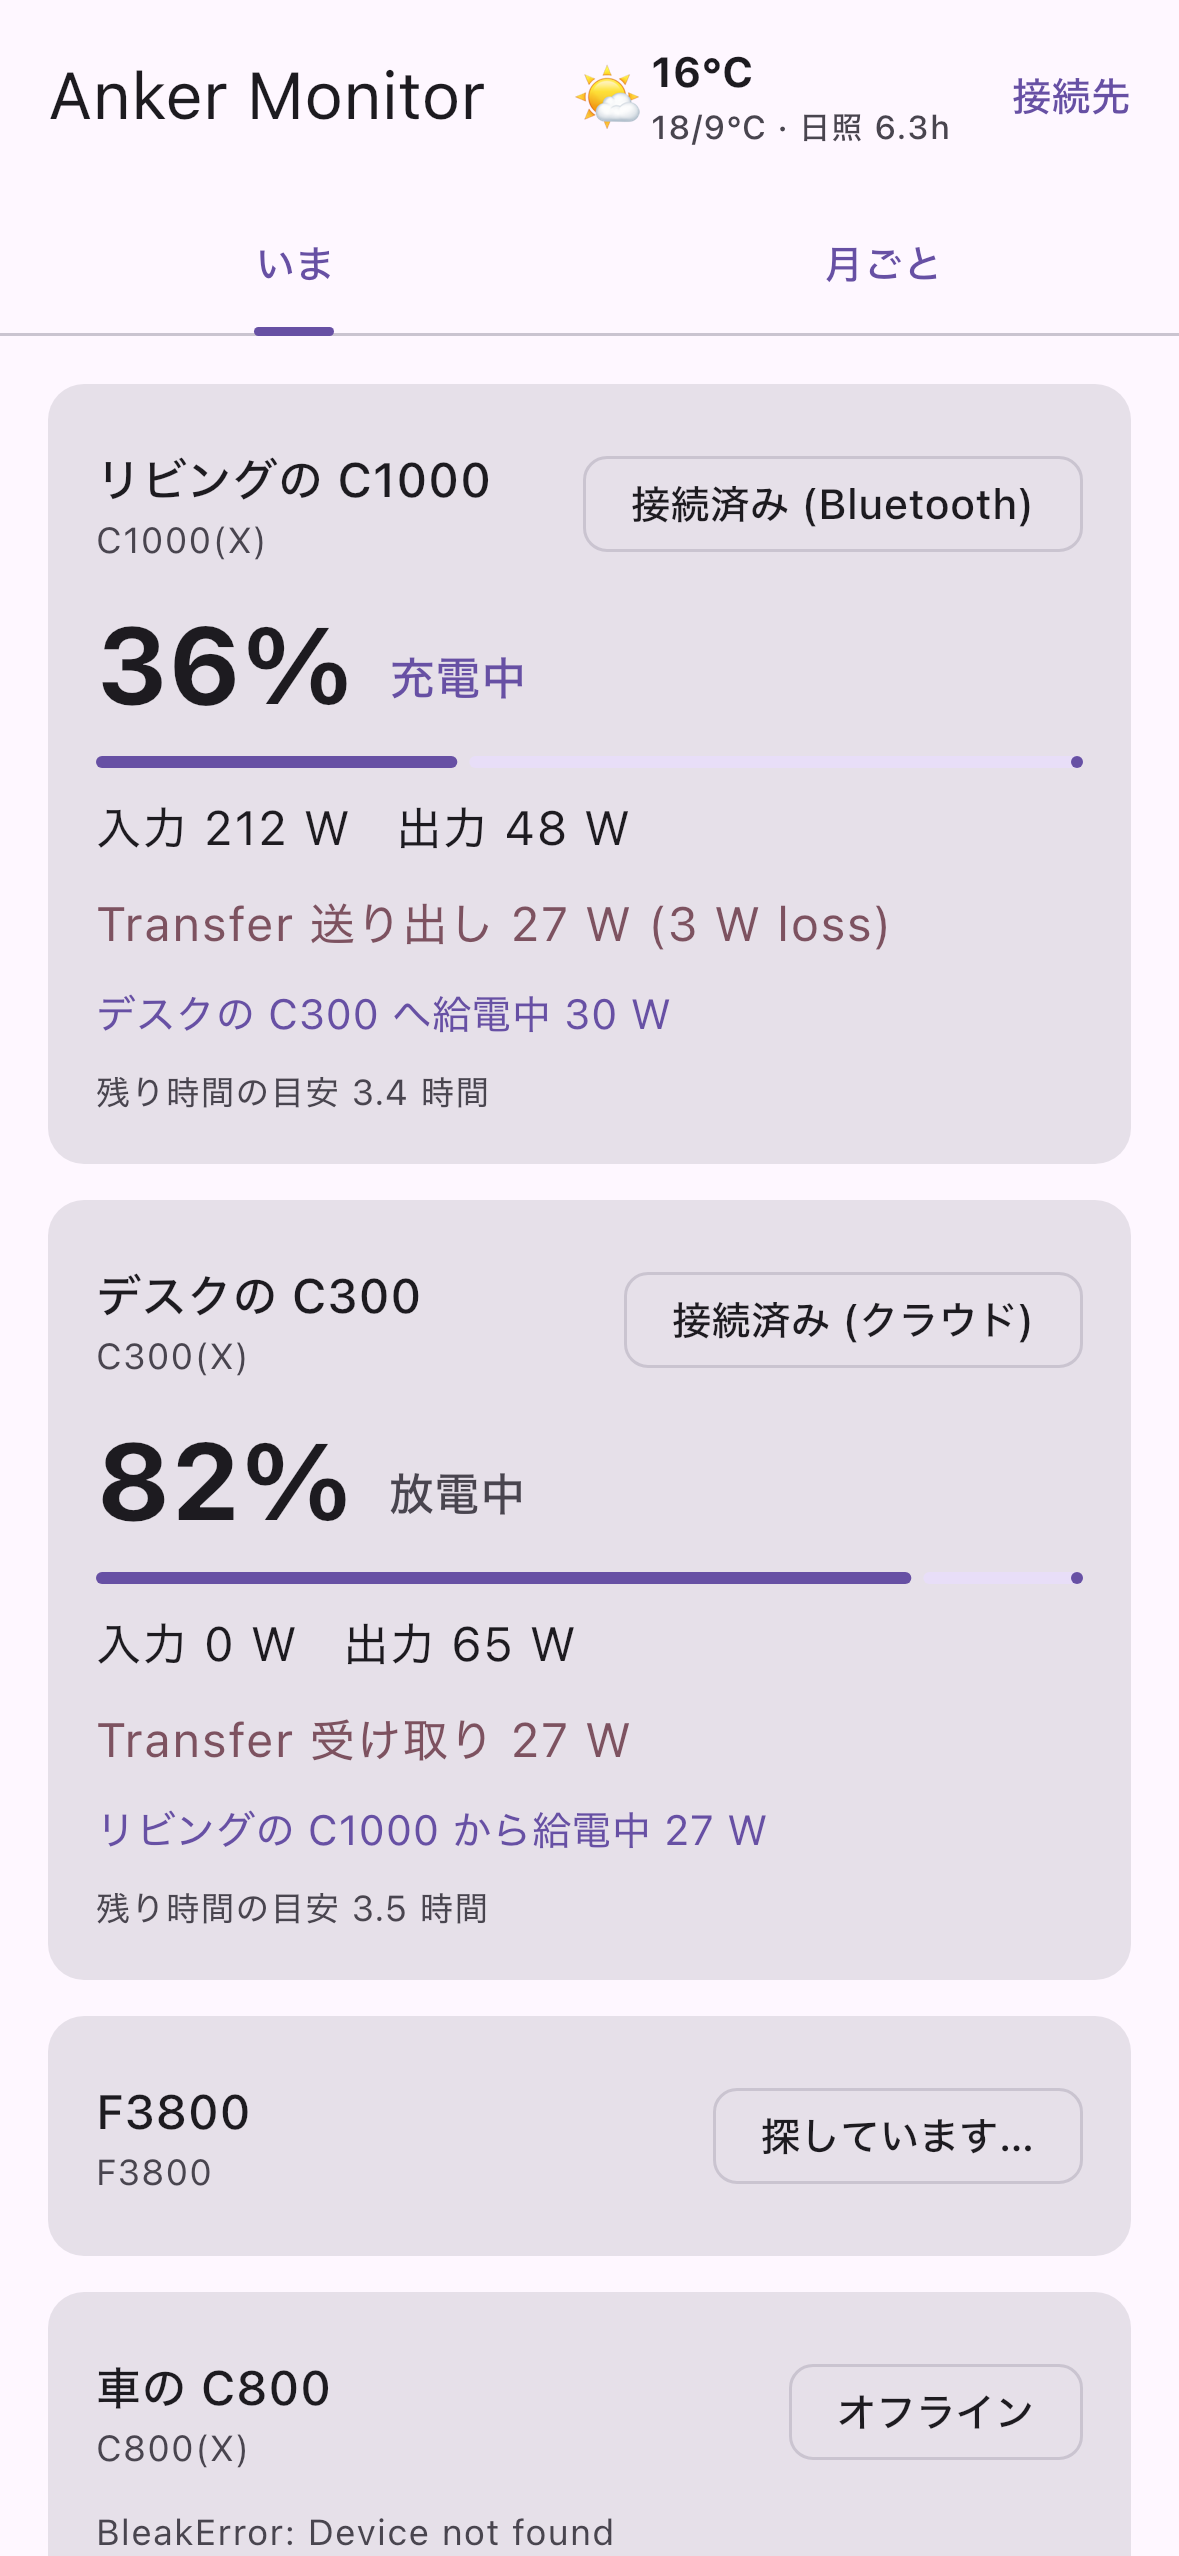 Anker Monitor
16°C
18/9°C · 日照 6.3h
接続先
いま
月ごと
リビングの C1000
C1000(X)
接続済み (Bluetooth)
36% 充電中
入力 212 W 出力 48 W
Transfer 送り出し 27 W (3 W loss)
デスクの C300 へ給電中 30 W
残り時間の目安 3.4 時間
デスクの C300
C300(X)
接続済み (クラウド)
82% 放電中
入力 0 W 出力 65 W
Transfer 受け取り 27 W
リビングの C1000 から給電中 27 W
残り時間の目安 3.5 時間
F3800
F3800
探しています…
車の C800
C800(X)
オフライン
BleakError: Device not found